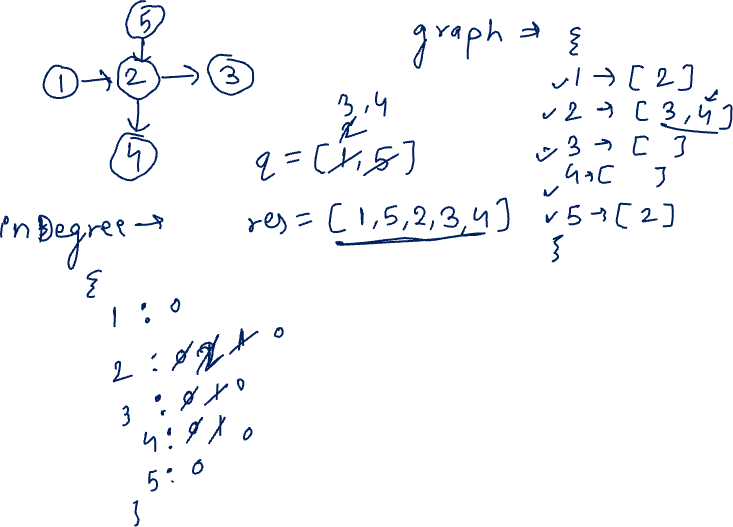 5
1 → 2 → 3
4
graph → {
1 → [ 2 ]
2 → [ 3, 4 ]
3 → [ ]
4 → [ ]
5 → [ 2 ]
}
3, 4
2
q = [ 1, 5 ]
res = [ 1, 5, 2, 3, 4 ]
inDegree →
{
1 : 0
2 : 0 2 1 0
3 : 0 1 0
4 : 0 1 0
5 : 0
}